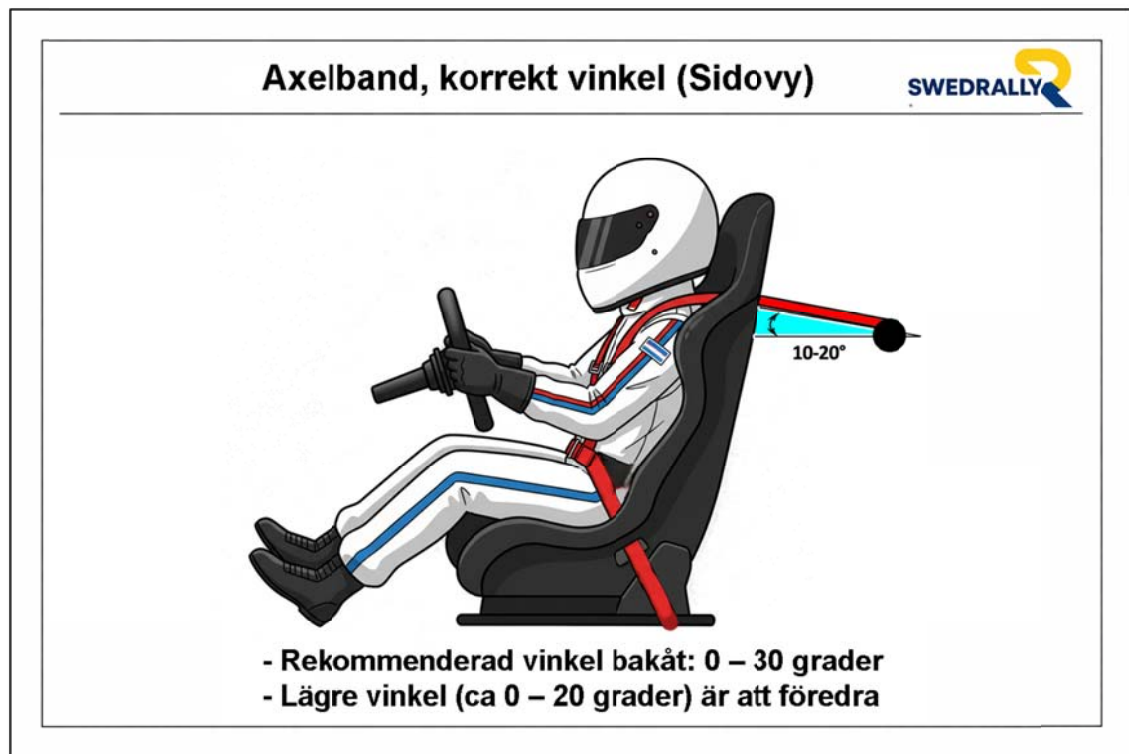 Axelband, korrekt vinkel (Sidovy)
SWEDRALLY
10-20°
- Rekommenderad vinkel bakåt: 0 – 30 grader
- Lägre vinkel (ca 0 – 20 grader) är att föredra